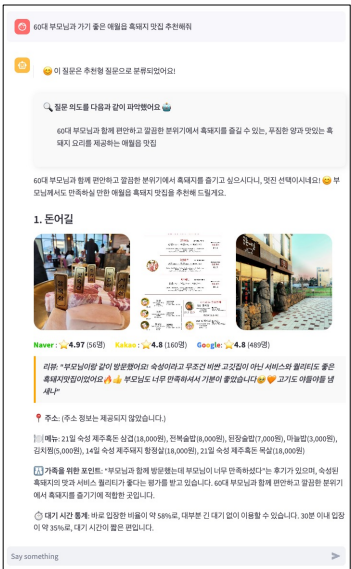 60대 부모님과 가기 좋은 애월읍 흑돼지 맛집 추천해줘
이 질문은 추천형 질문으로 분류되었어요!
질문 의도를 다음과 같이 파악했어요
60대 부모님과 함께 편안하고 깔끔한 분위기에서 흑돼지를 즐길 수 있는, 푸짐한 양과 맛있는 흑
돼지 요리를 제공하는 애월읍 맛집
60대 부모님과 함께 편안하고 깔끔한 분위기에서 흑돼지를 즐기고 싶으시다니, 멋진 선택이시네요! 😊 부
모님께서도 만족하실 만한 애월읍 흑돼지 맛집을 추천해 드릴게요.
1. 돈어길
Naver : ⭐4.97 (56명) Kakao : ⭐4.8 (160명) Google: ⭐4.8 (489명)
리뷰: "부모님이랑 같이 방문했어요! 숙성이라고 무조건 비싼 고깃집이 아닌 서비스와 퀄리티도 좋은
흑돼지맛집이었어요🔥👍 부모님도 너무 만족하셔서 기분이 좋았습니다🥹🧡 고기도 야들야들 냠
냠냐"
📍 주소: (주소 정보는 제공되지 않았습니다.)
🍽️ 메뉴: 21일 숙성 제주흑돈 삼겹(18,000원), 전복술밥(8,000원), 된장술밥(7,000원), 마늘밥(3,000원),
김치찜(5,000원), 14일 숙성 제주돼지 항정살(18,000원), 21일 숙성 제주흑돈 목살(18,000원)
가족을 위한 포인트: "부모님과 함께 방문했는데 부모님이 너무 만족하셨다"는 후기가 있으며, 숙성된
흑돼지의 맛과 서비스 퀄리티가 좋다는 평가를 받고 있습니다. 60대 부모님과 함께 편안하고 깔끔한 분위기
에서 흑돼지를 즐기기에 적합한 곳입니다.
⏱️ 대기 시간 통계: 바로 입장한 비율이 약 58%로, 대부분 긴 대기 없이 이용할 수 있습니다. 30분 이내 입장
이 약 35%로, 대기 시간이 짧은 편입니다.
Say something